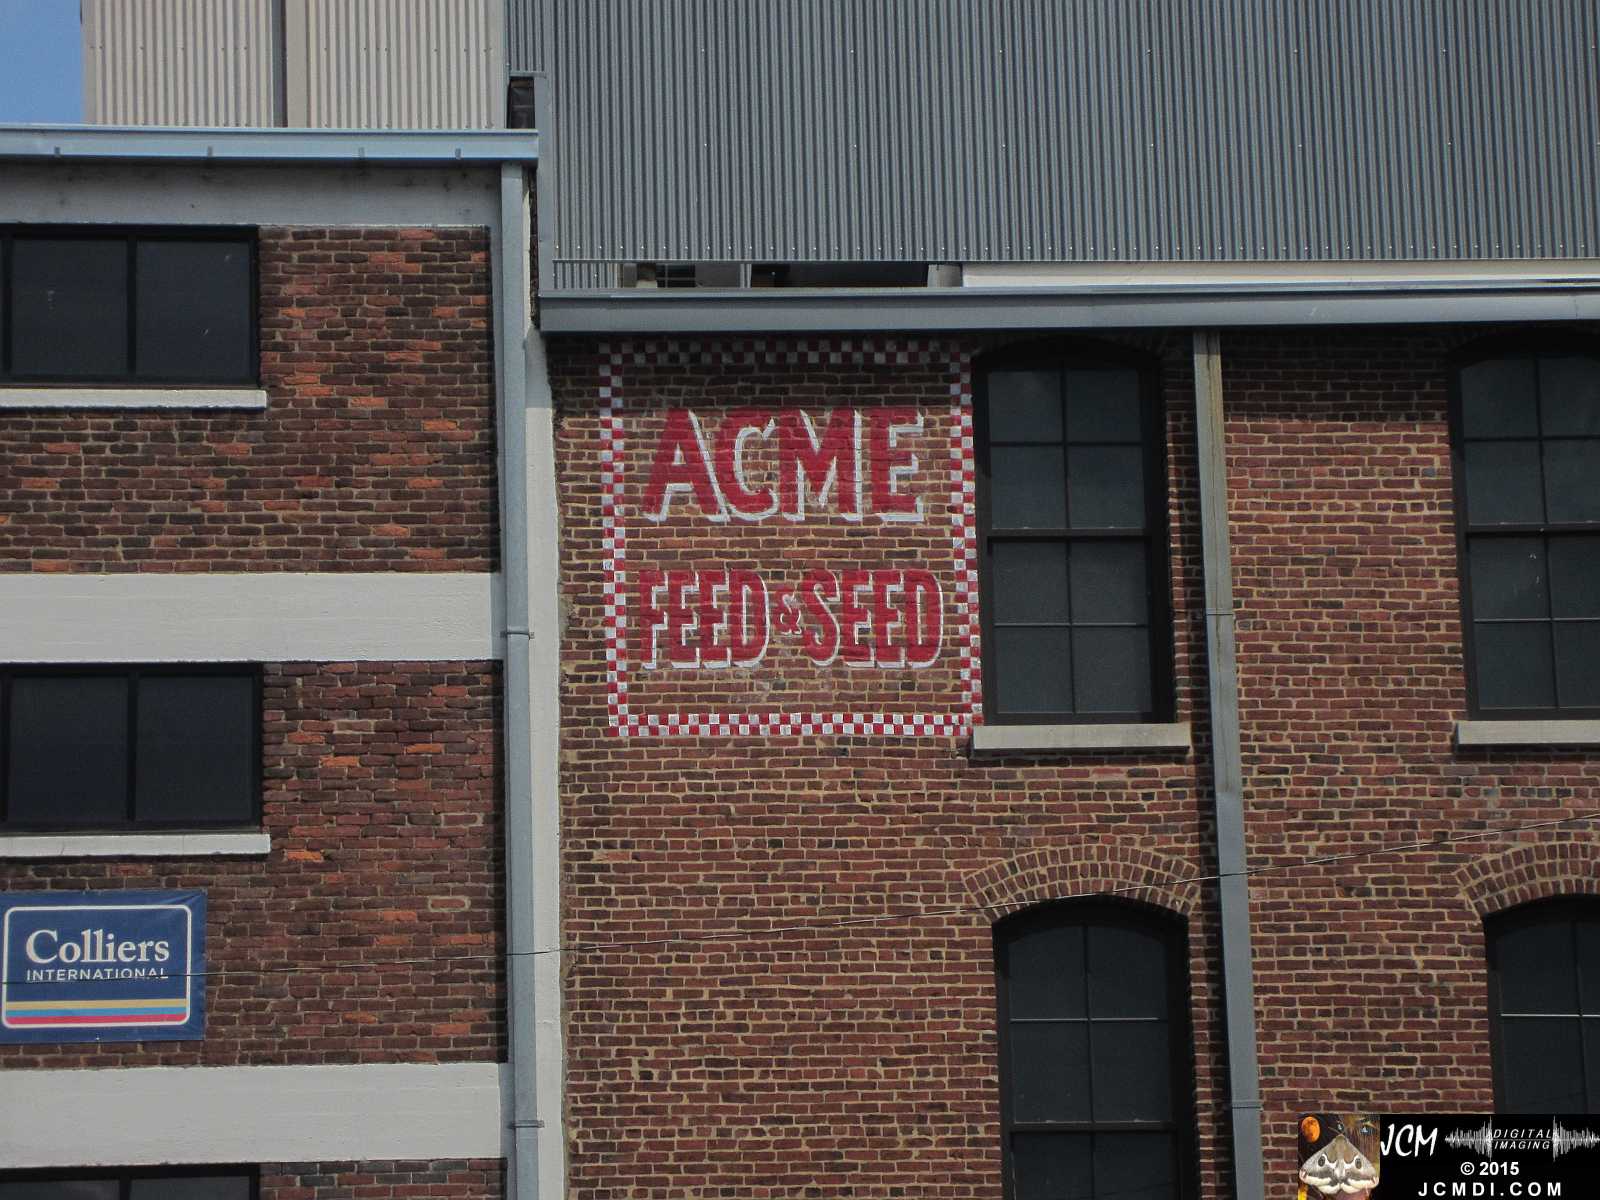 ACME
FEED & SEED
Colliers
INTERNATIONAL
JCM DIGITAL
IMAGING
© 2015
JCMDI.COM